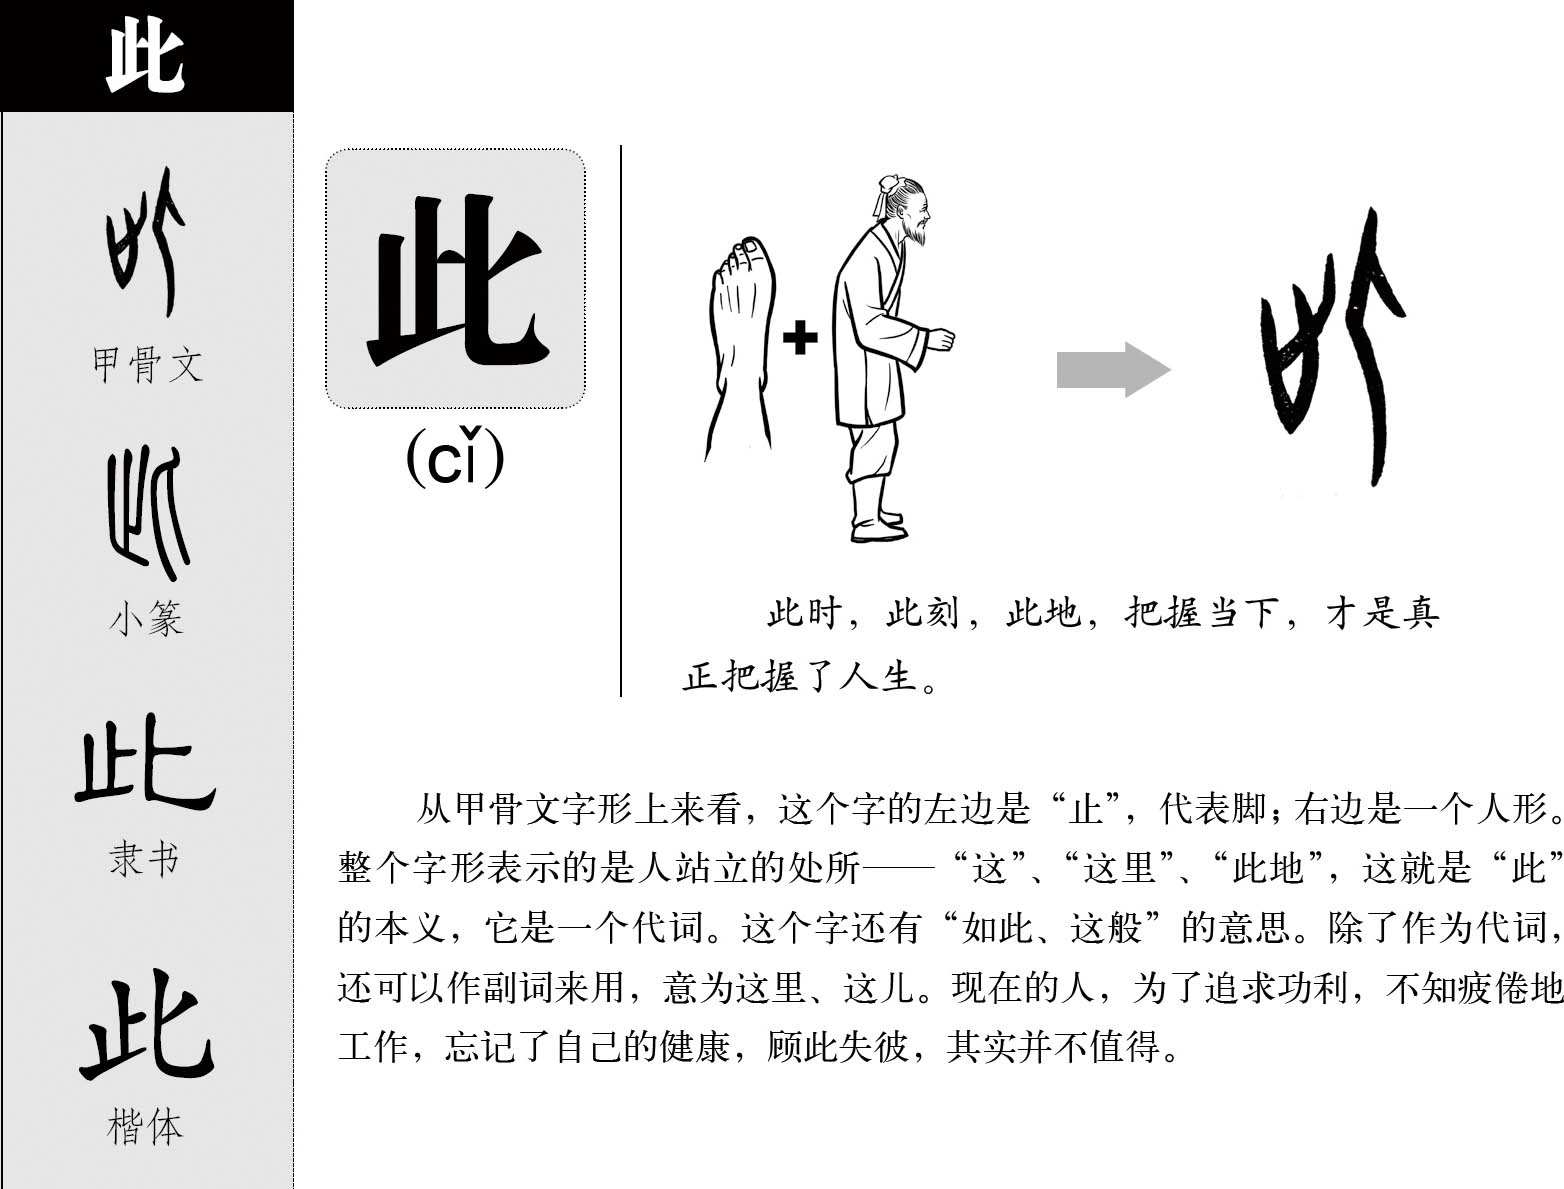 此
甲骨文
小篆
隶书
此
楷体
此
(cǐ)
此时，此刻，此地，把握当下，才是真
正把握了人生。
从甲骨文字形上来看，这个字的左边是“止”，代表脚；右边是一个人形。
整个字形表示的是人站立的处所——“这”、“这里”、“此地”，这就是“此”
的本义，它是一个代词。这个字还有“如此、这般”的意思。除了作为代词，
还可以作副词来用，意为这里、这儿。现在的人，为了追求功利，不知疲倦地
工作，忘记了自己的健康，顾此失彼，其实并不值得。